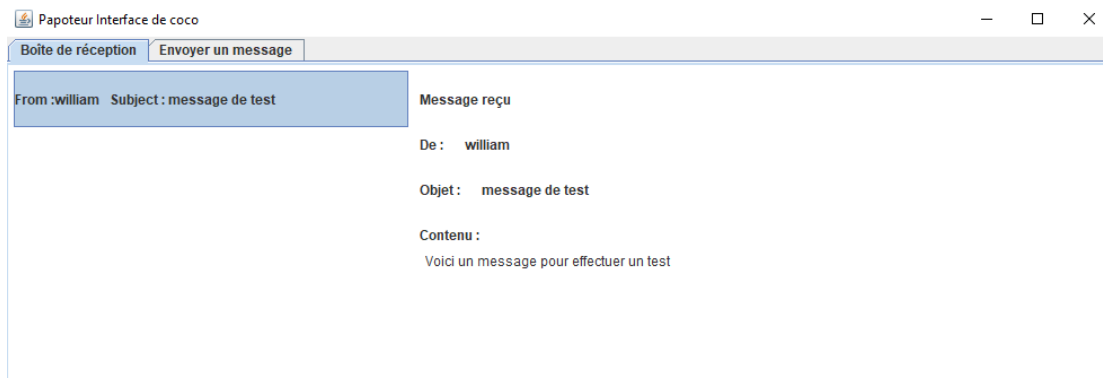 Papoteur Interface de coco
Boîte de réception Envoyer un message
From :william Subject : message de test
Message reçu
De : william
Objet : message de test
Contenu :
Voici un message pour effectuer un test